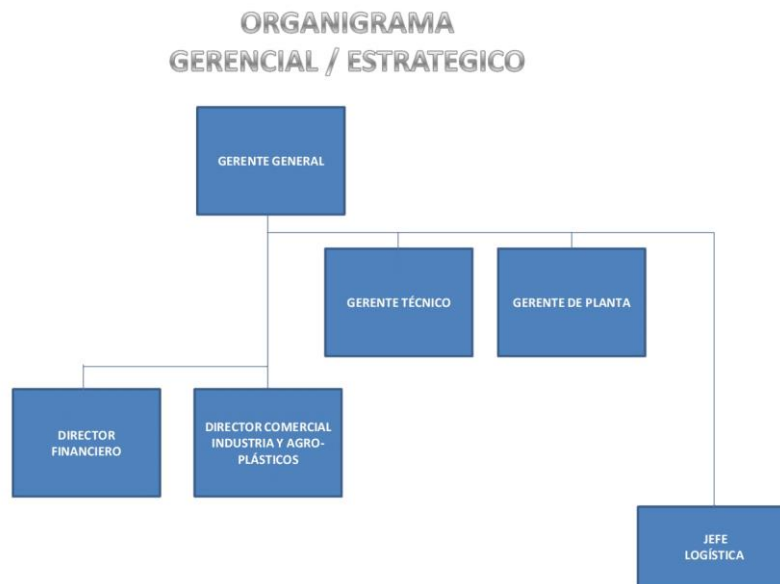 ORGANIGRAMA
GERENCIAL / ESTRATEGICO
GERENTE GENERAL
GERENTE TÉCNICO
GERENTE DE PLANTA
DIRECTOR
FINANCIERO
DIRECTOR COMERCIAL
INDUSTRIA Y AGRO-
PLÁSTICOS
JEFE
LOGÍSTICA